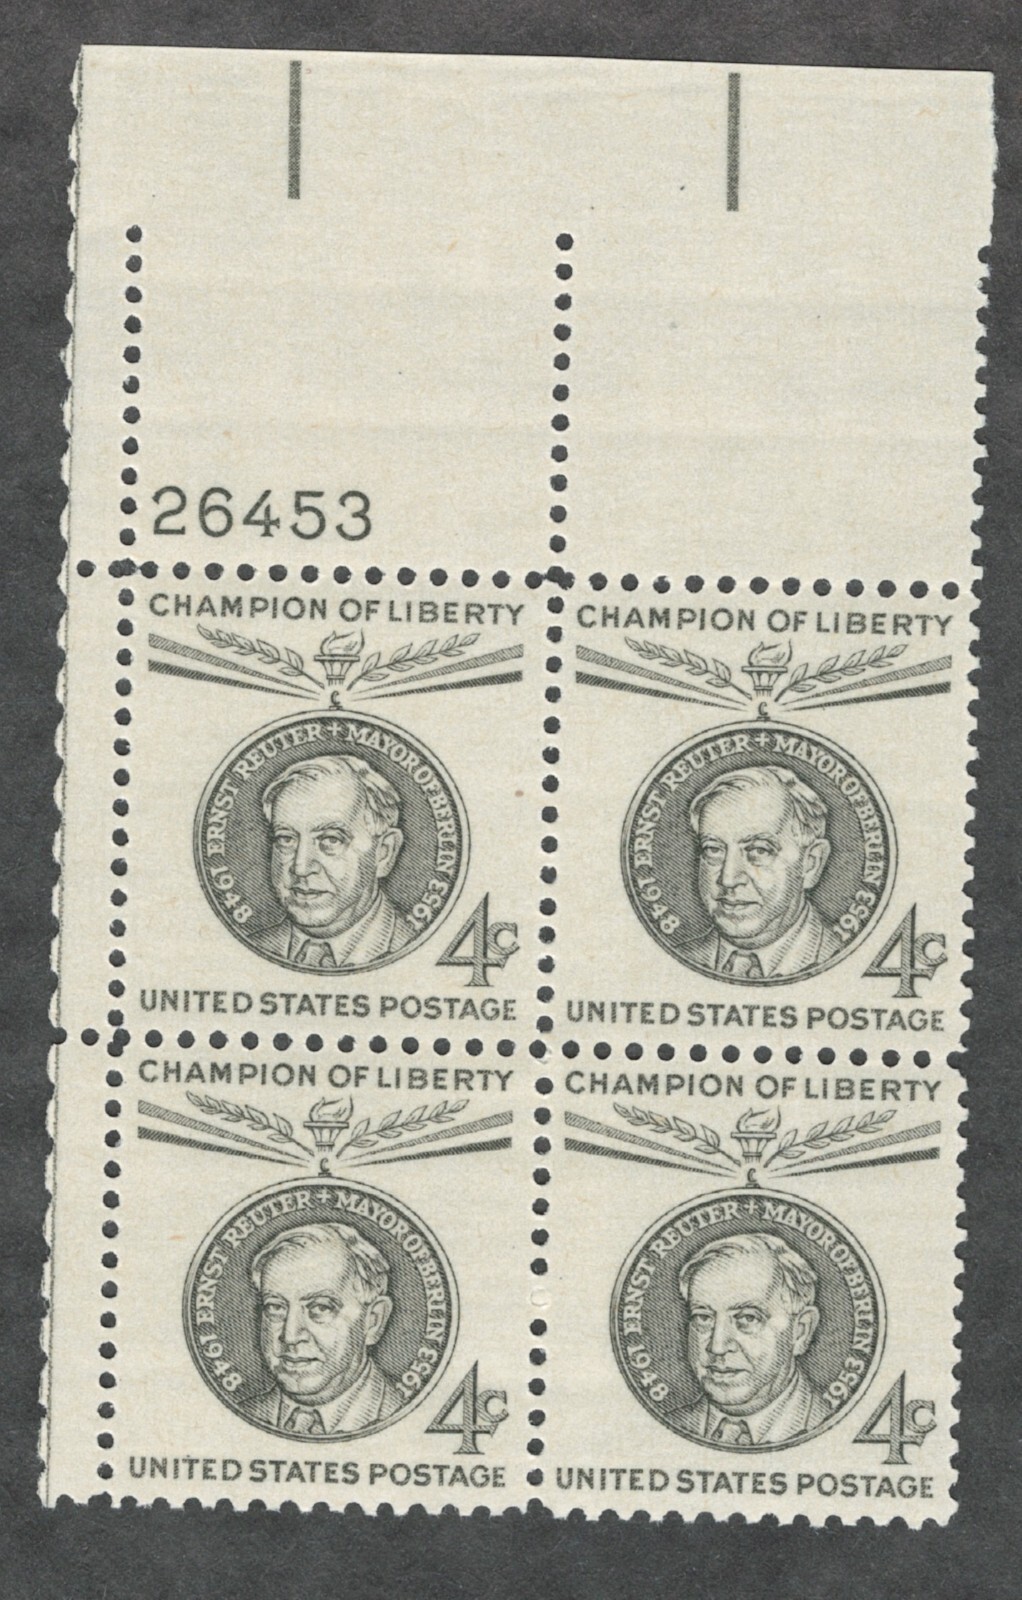 26453
CHAMPION OF LIBERTY
1948 ERNST REUTER + MAYOR OF BERLIN 1953
4c
UNITED STATES POSTAGE
CHAMPION OF LIBERTY
1948 ERNST REUTER + MAYOR OF BERLIN 1953
4c
UNITED STATES POSTAGE
CHAMPION OF LIBERTY
1948 ERNST REUTER + MAYOR OF BERLIN 1953
4c
UNITED STATES POSTAGE
CHAMPION OF LIBERTY
1948 ERNST REUTER + MAYOR OF BERLIN 1953
4c
UNITED STATES POSTAGE